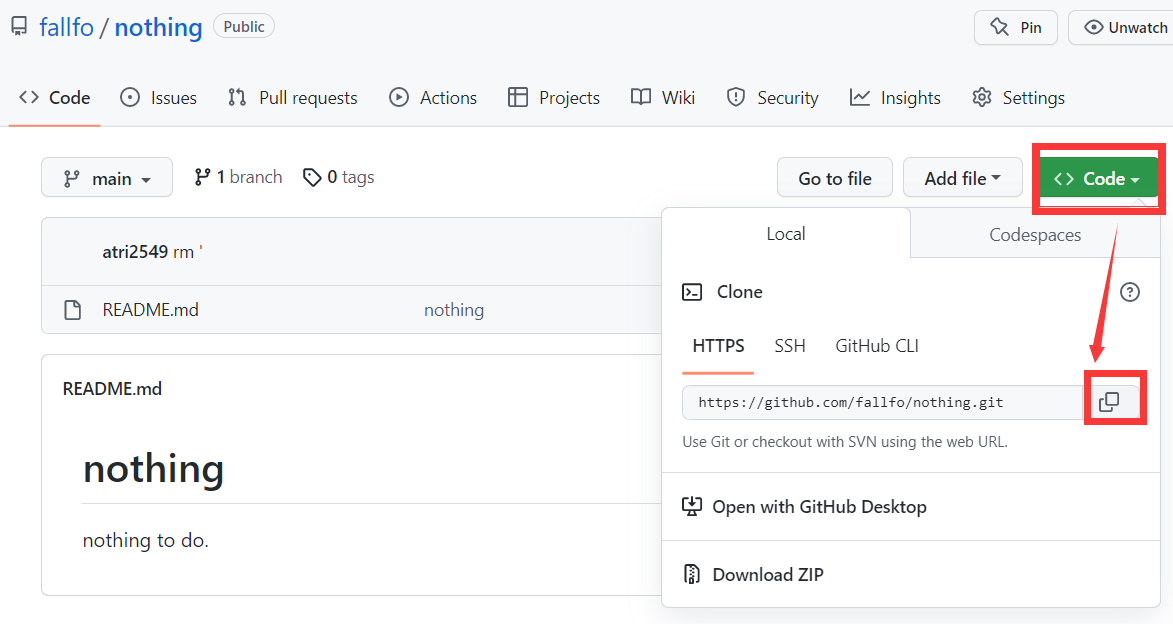 fallfo / nothing Public
Pin
Unwatch
Code Issues Pull requests Actions Projects Wiki Security Insights Settings
main 1 branch 0 tags
Go to file Add file Code
atri2549 rm '
README.md nothing
README.md
nothing
nothing to do.
Local Codespaces
Clone
HTTPS SSH GitHub CLI
https://github.com/fallfo/nothing.git
Use Git or checkout with SVN using the web URL.
Open with GitHub Desktop
Download ZIP